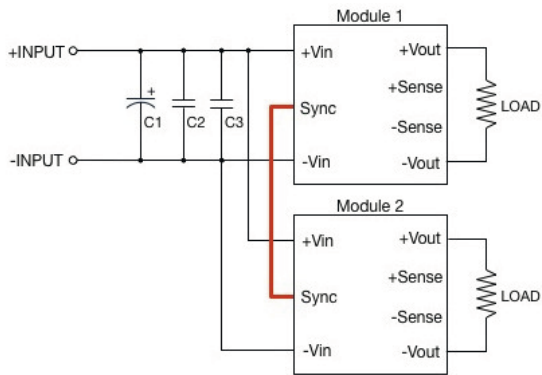 Module 1
+INPUT
+Vin
+Vout
+Sense
+
C1
C2
C3
Sync
LOAD
-Sense
-INPUT
-Vin
-Vout
Module 2
+Vin
+Vout
+Sense
Sync
LOAD
-Sense
-Vin
-Vout